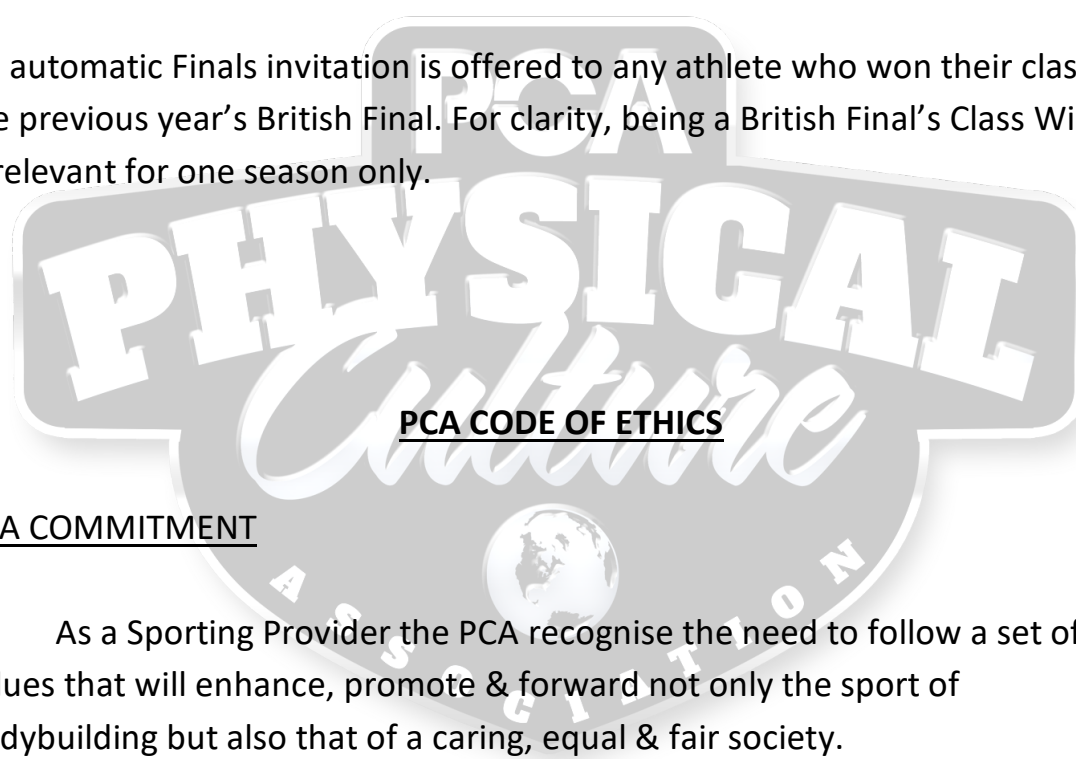 automatic Finals invitation is offered to any athlete who won their clas
e previous year's British Final. For clarity, being a British Final's Class Wi
relevant for one season only.
PCA
PHYSICAL
Culture
ASSOCIATION
PCA CODE OF ETHICS
A COMMITMENT
As a Sporting Provider the PCA recognise the need to follow a set of
lues that will enhance, promote & forward not only the sport of
dybuilding but also that of a caring, equal & fair society.